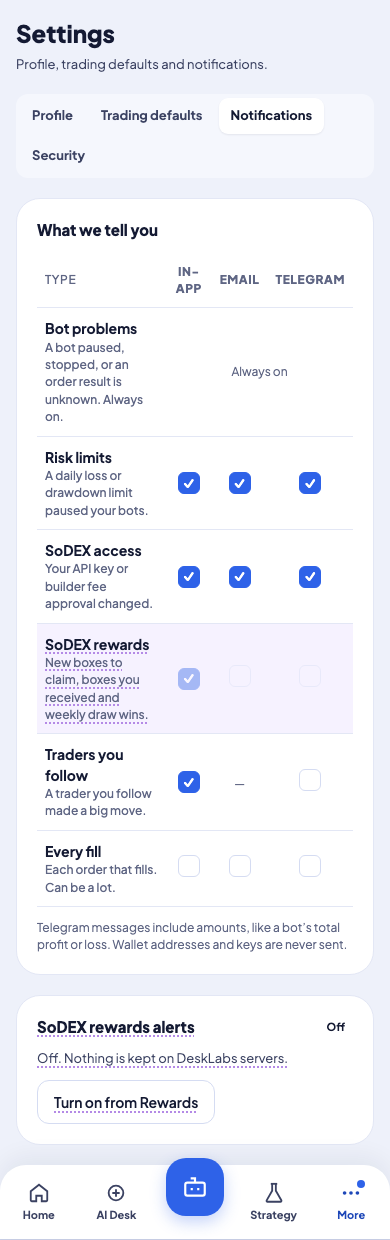 Settings
Profile, trading defaults and notifications.
Profile
Trading defaults
Notifications
Security
What we tell you
TYPE
IN-
APP
EMAIL
TELEGRAM
Bot problems
A bot paused,
stopped, or an
order result is
unknown. Always
on.
Always on
Risk limits
A daily loss or
drawdown limit
paused your bots.
SoDEX access
Your API key or
builder fee
approval changed.
SoDEX rewards
New boxes to
claim, boxes you
received and
weekly draw wins.
Traders you
follow
A trader you follow
made a big move.
—
Every fill
Each order that fills.
Can be a lot.
Telegram messages include amounts, like a bot's total
profit or loss. Wallet addresses and keys are never sent.
SoDEX rewards alerts
Off
Off. Nothing is kept on DeskLabs servers.
Turn on from Rewards
Home
AI Desk
Strategy
More